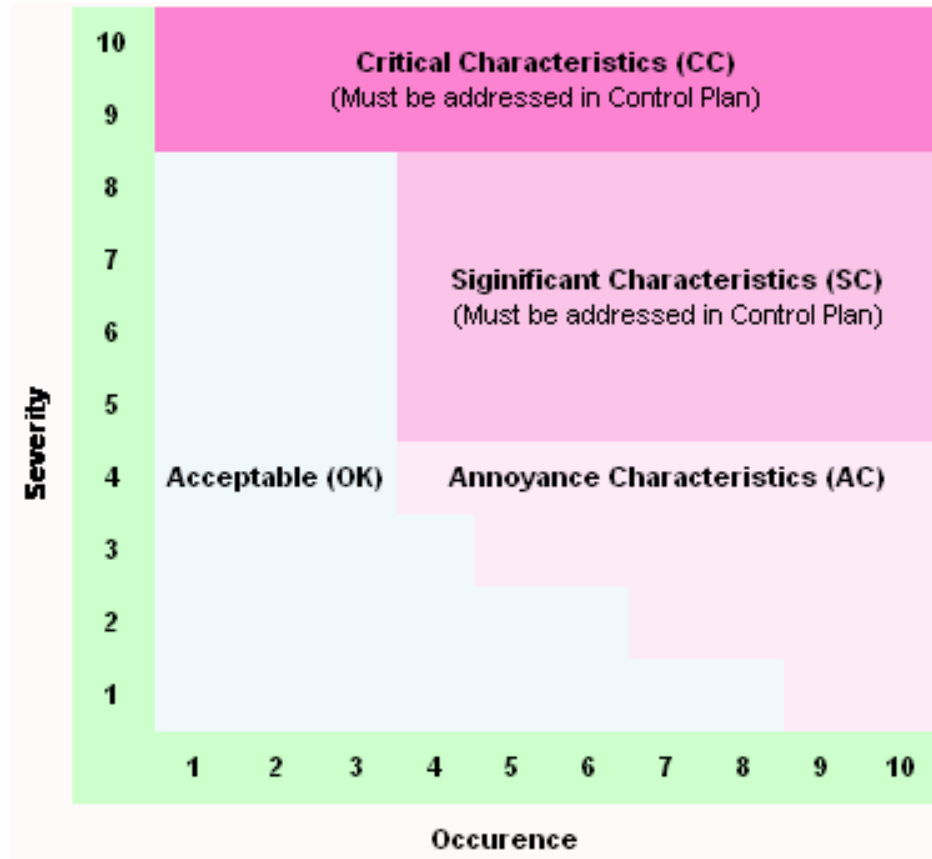 10
Critical Characteristics (CC)
(Must be addressed in Control Plan)
9
8
7
Siginificant Characteristics (SC)
(Must be addressed in Control Plan)
6
5
Severity
4
Acceptable (OK)
Annoyance Characteristics (AC)
3
2
1
1 2 3 4 5 6 7 8 9 10
Occurence